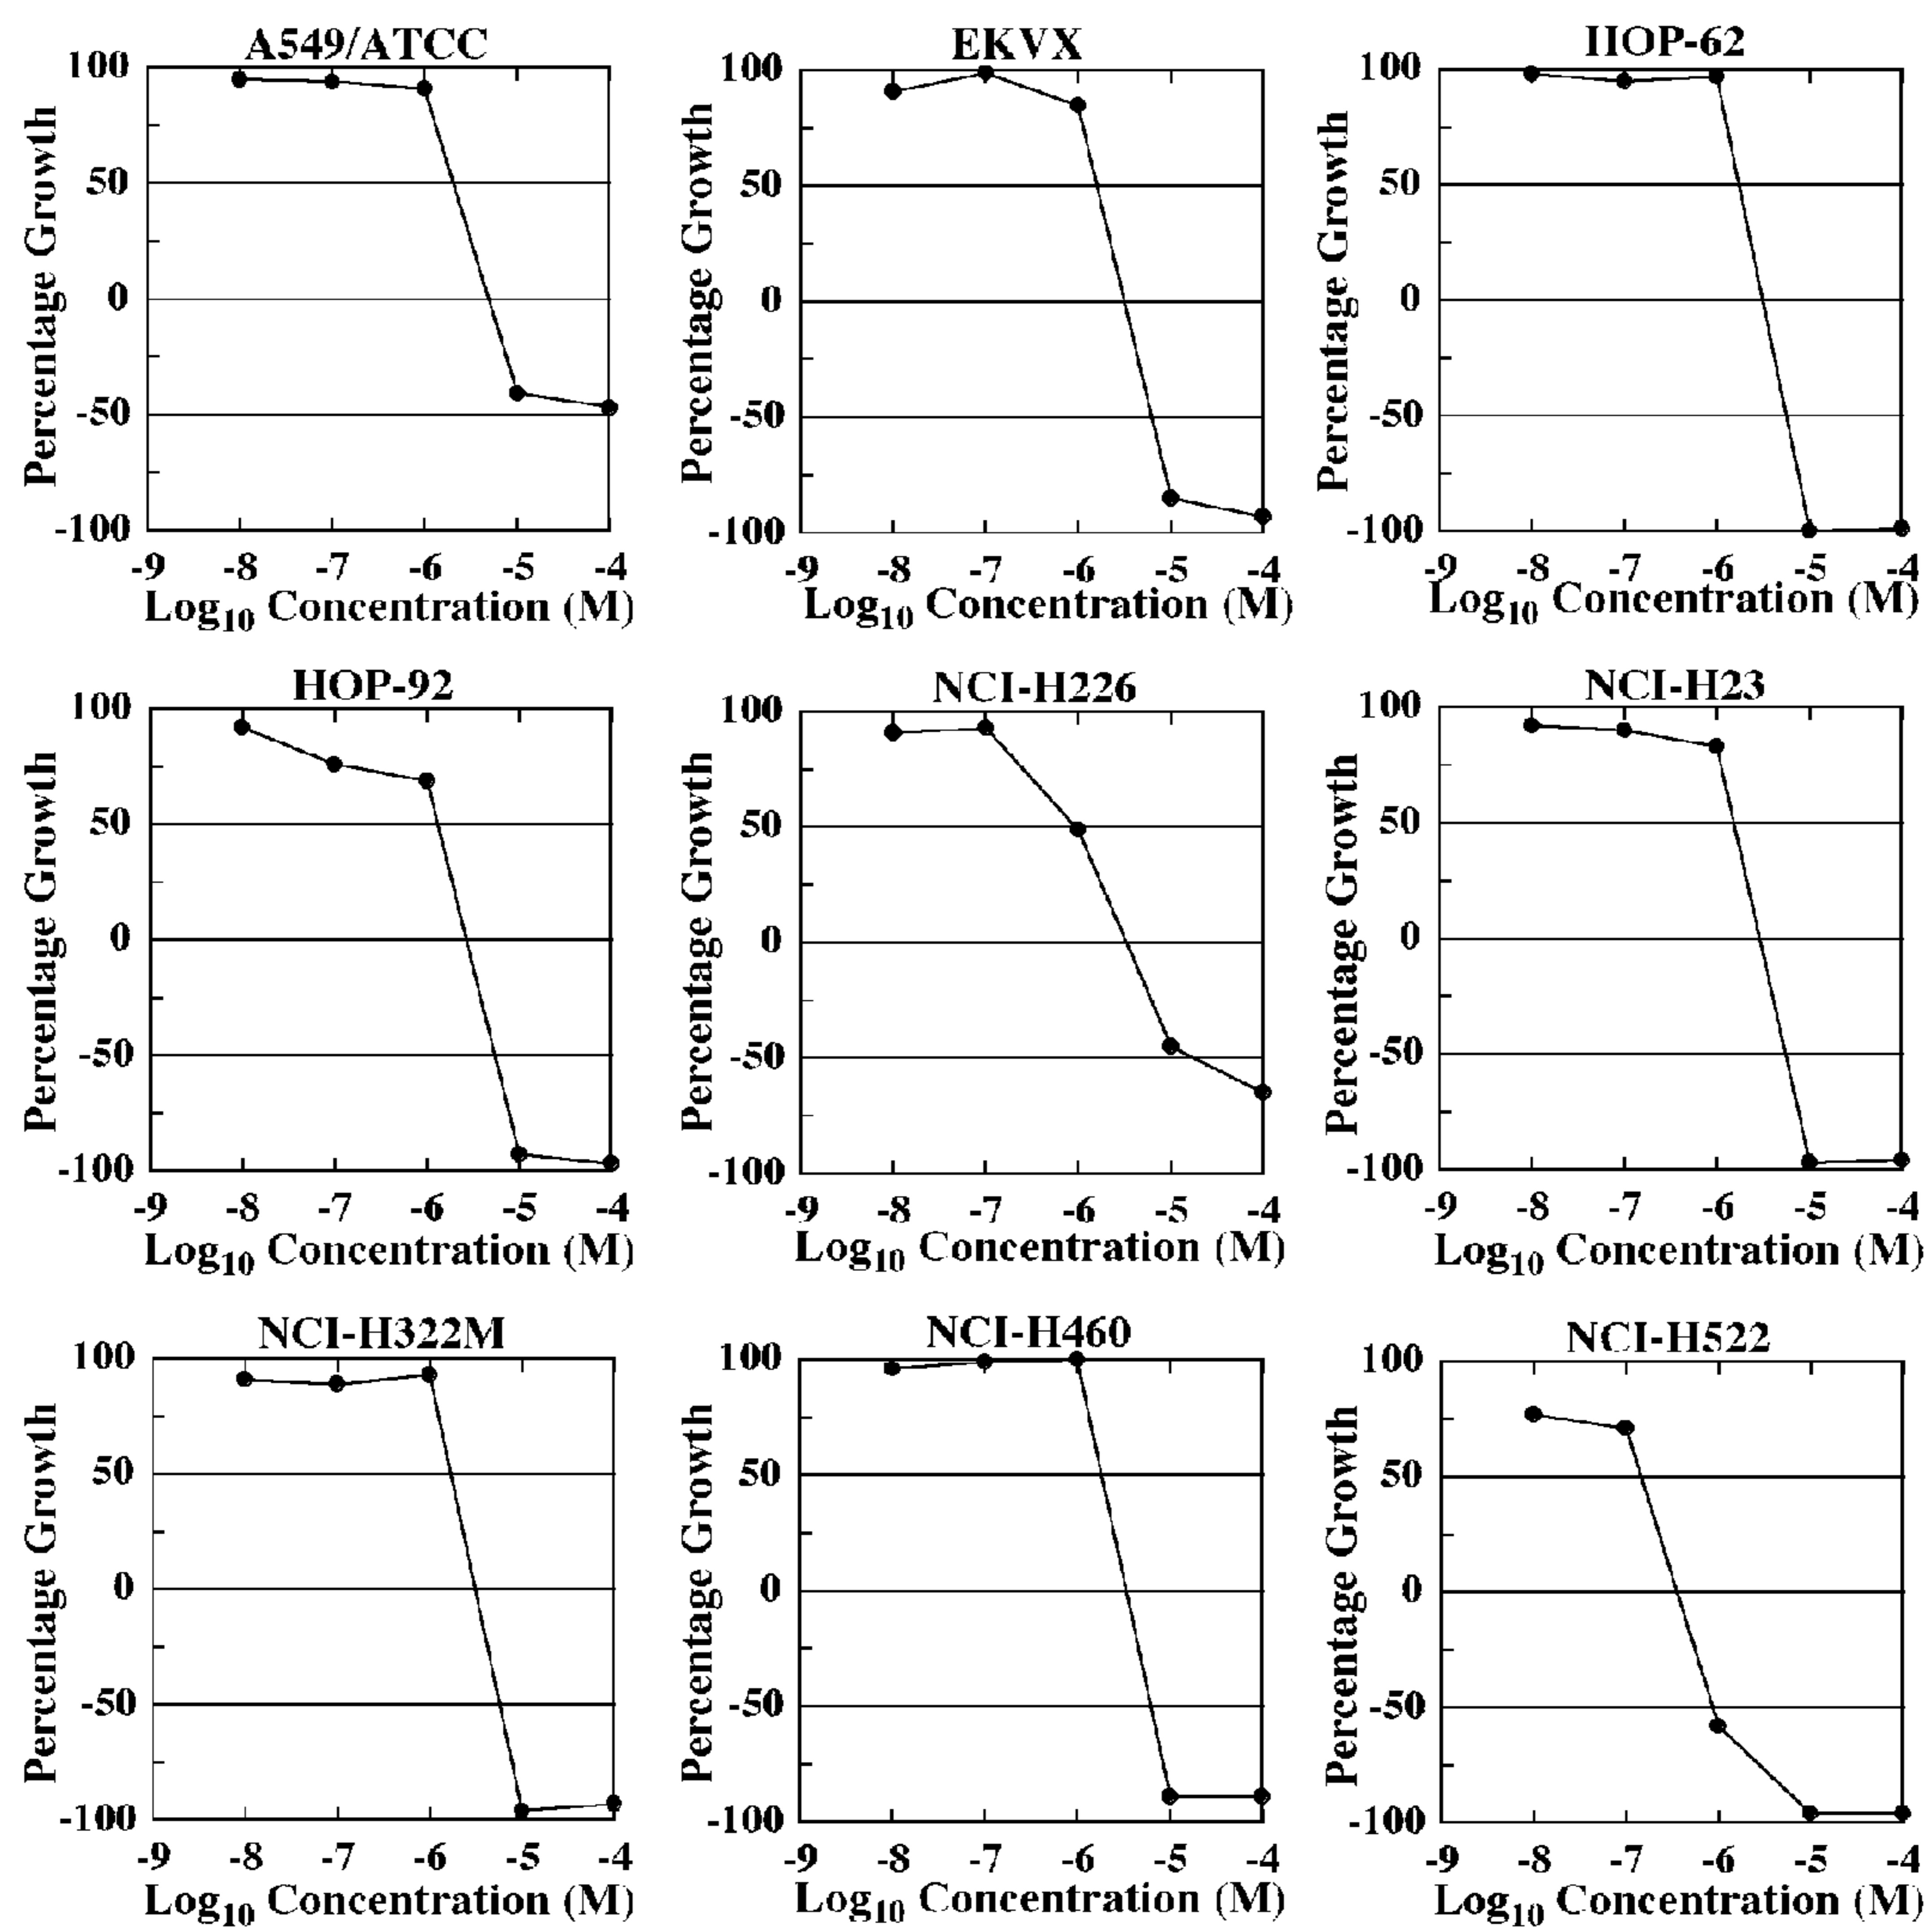 A549/ATCC
100
50
0
-50
-100
-9 -8 -7 -6 -5 -4
Percentage Growth
Log10 Concentration (M)
EKVX
100
50
0
-50
-100
-9 -8 -7 -6 -5 -4
Percentage Growth
Log10 Concentration (M)
HOP-62
100
50
0
-50
-100
-9 -8 -7 -6 -5 -4
Percentage Growth
Log10 Concentration (M)
HOP-92
100
50
0
-50
-100
-9 -8 -7 -6 -5 -4
Percentage Growth
Log10 Concentration (M)
NCI-H226
100
50
0
-50
-100
-9 -8 -7 -6 -5 -4
Percentage Growth
Log10 Concentration (M)
NCI-H23
100
50
0
-50
-100
-9 -8 -7 -6 -5 -4
Percentage Growth
Log10 Concentration (M)
NCI-H322M
100
50
0
-50
-100
-9 -8 -7 -6 -5 -4
Percentage Growth
Log10 Concentration (M)
NCI-H460
100
50
0
-50
-100
-9 -8 -7 -6 -5 -4
Percentage Growth
Log10 Concentration (M)
NCI-H522
100
50
0
-50
-100
-9 -8 -7 -6 -5 -4
Percentage Growth
Log10 Concentration (M)